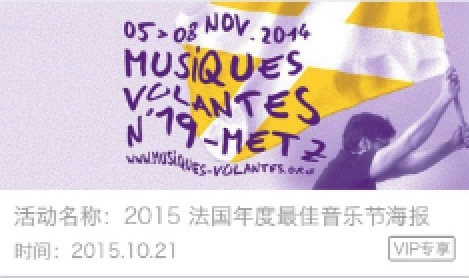 05>08 NOV. 2014
MUSiQUES
VOLANTES
N°19-METZ
www.MUSiQUES-VOLANTES.ORG
活动名称：2015 法国年度最佳音乐节海报
时间：2015.10.21
VIP专享